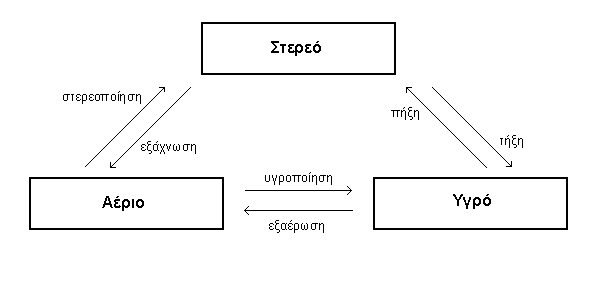 Στερεό
στερεοποίηση
πήξη
εξάχνωση
τήξη
Αέριο
υγροποίηση
Υγρό
εξαέρωση